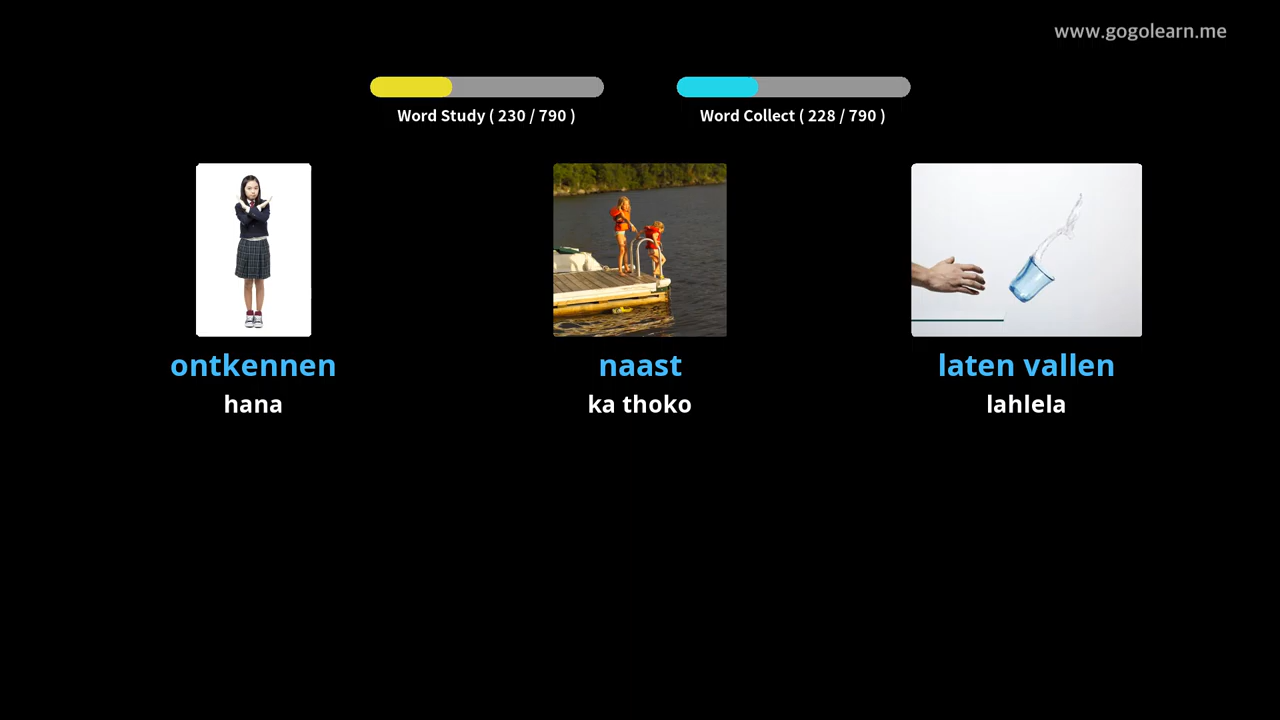 www.gogolearn.me
Word Study ( 230 / 790 )
Word Collect ( 228 / 790 )
ontkennen
naast
laten vallen
hana
ka thoko
lahlela